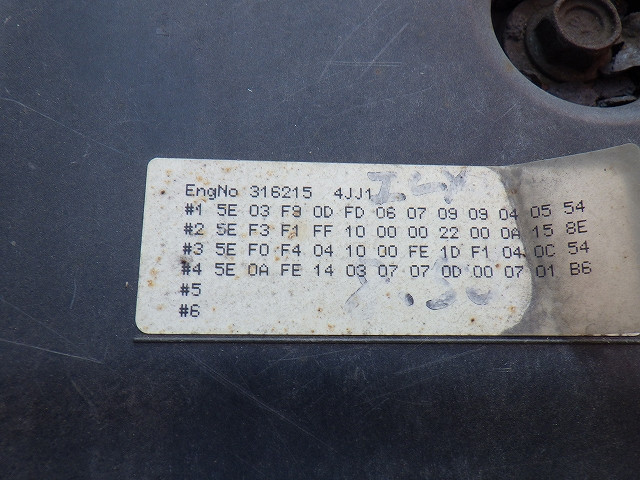 EngNo 316215 4JJ1
#1 5E 03 F9 0D FD 06 07 09 09 04 05 54
#2 5E F3 F1 FF 10 00 00 22 00 0A 15 8E
#3 5E F0 F4 04 10 00 FE 1D F1 04 0C 54
#4 5E 0A FE 14 03 07 07 0D 00 07 01 B6
#5
#6